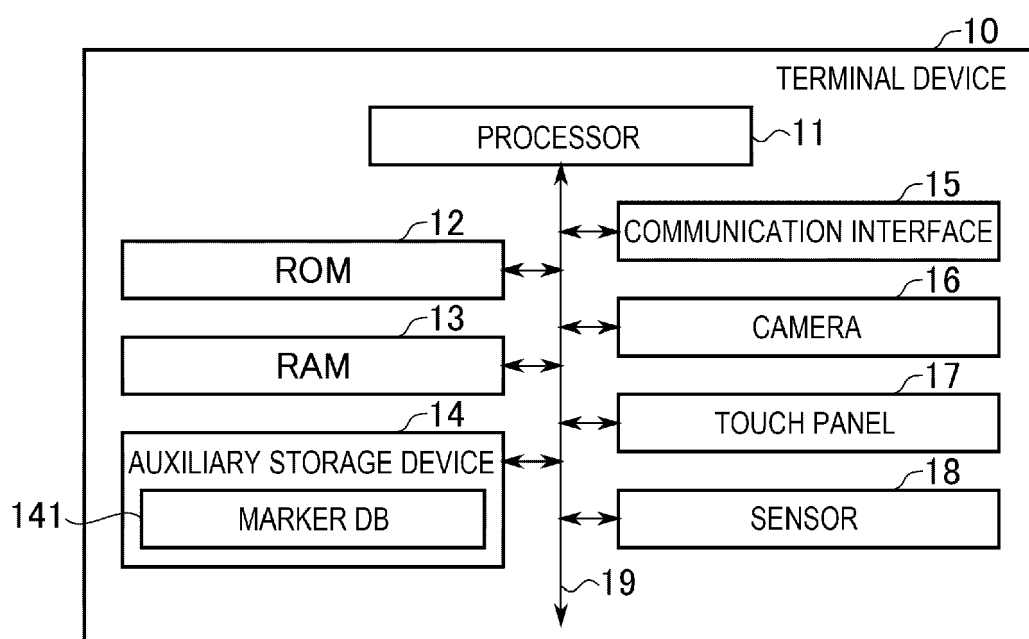 10
TERMINAL DEVICE
PROCESSOR
11
15
COMMUNICATION INTERFACE
12
ROM
16
CAMERA
13
RAM
17
TOUCH PANEL
14
AUXILIARY STORAGE DEVICE
18
SENSOR
141
MARKER DB
19